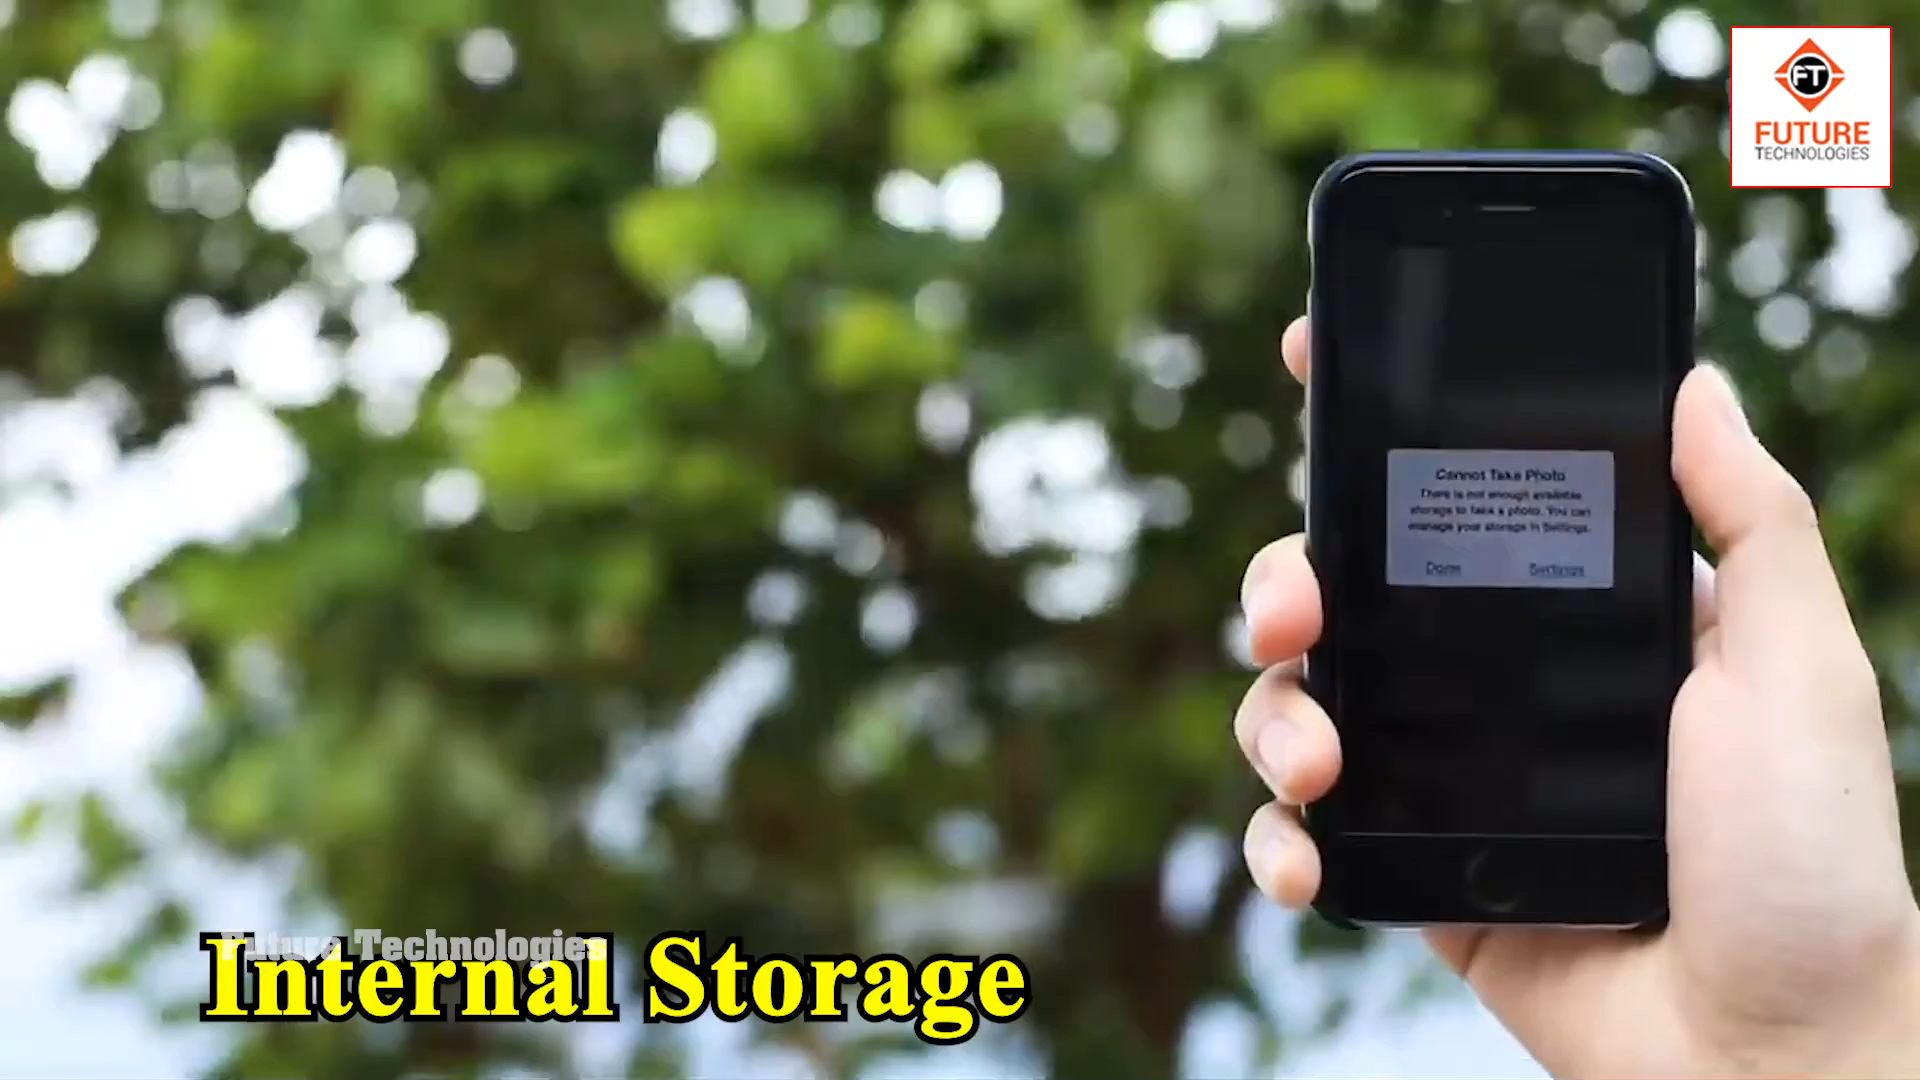 FT
FUTURE
TECHNOLOGIES
Cannot Take Photo
There is not enough available
storage to take a photo. You can
manage your storage in Settings.
Done Settings
Future Technologies
Internal Storage